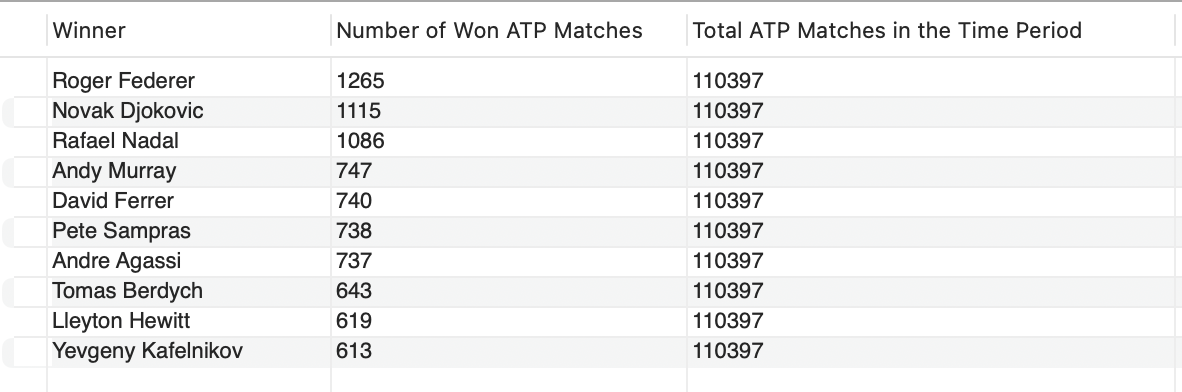 Winner Number of Won ATP Matches Total ATP Matches in the Time Period
Roger Federer 1265 110397
Novak Djokovic 1115 110397
Rafael Nadal 1086 110397
Andy Murray 747 110397
David Ferrer 740 110397
Pete Sampras 738 110397
Andre Agassi 737 110397
Tomas Berdych 643 110397
Lleyton Hewitt 619 110397
Yevgeny Kafelnikov 613 110397